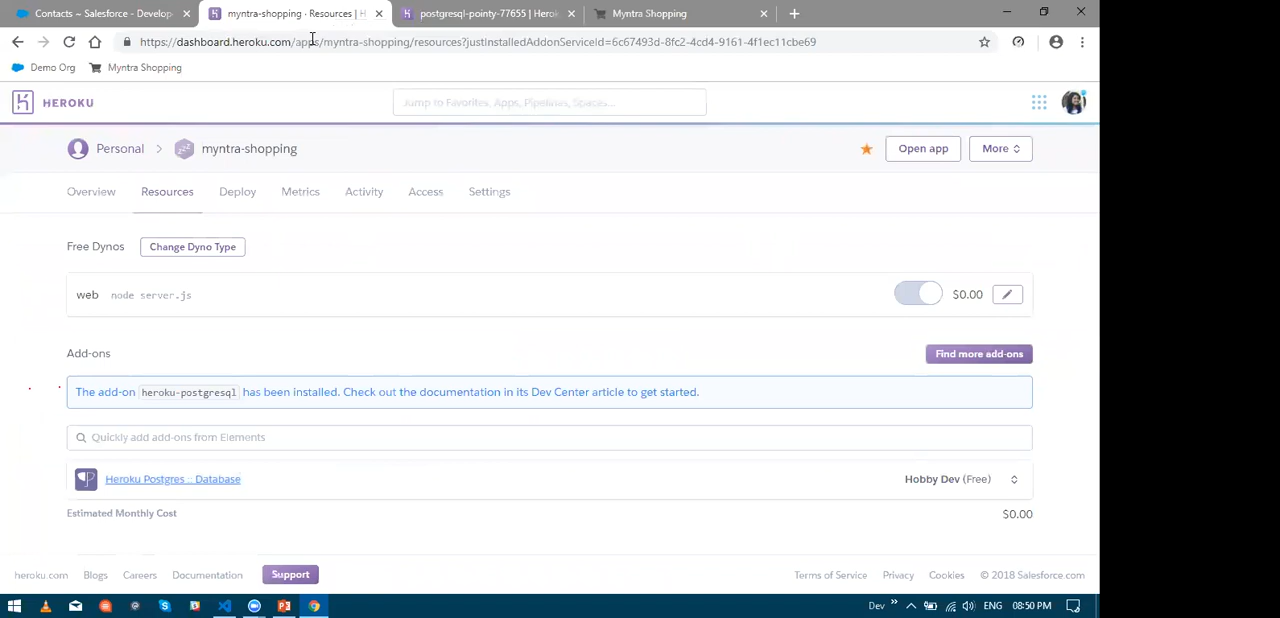 Contacts ~ Salesforce - Develop
myntra-shopping · Resources | H
postgresql-pointy-77655 | Herok
Myntra Shopping
https://dashboard.heroku.com/apps/myntra-shopping/resources?justInstalledAddonServiceId=6c67493d-8fc2-4cd4-9161-4f1ec11cbe69
Demo Org
Myntra Shopping
HEROKU
Jump to Favorites, Apps, Pipelines, Spaces...
Personal > myntra-shopping
Open app
More
Overview
Resources
Deploy
Metrics
Activity
Access
Settings
Free Dynos
Change Dyno Type
web node server.js
$0.00
Add-ons
Find more add-ons
The add-on heroku-postgresql has been installed. Check out the documentation in its Dev Center article to get started.
Quickly add add-ons from Elements
Heroku Postgres :: Database
Hobby Dev (Free)
Estimated Monthly Cost
$0.00
heroku.com
Blogs
Careers
Documentation
Support
Terms of Service
Privacy
Cookies
© 2018 Salesforce.com
Dev
ENG
08:50 PM